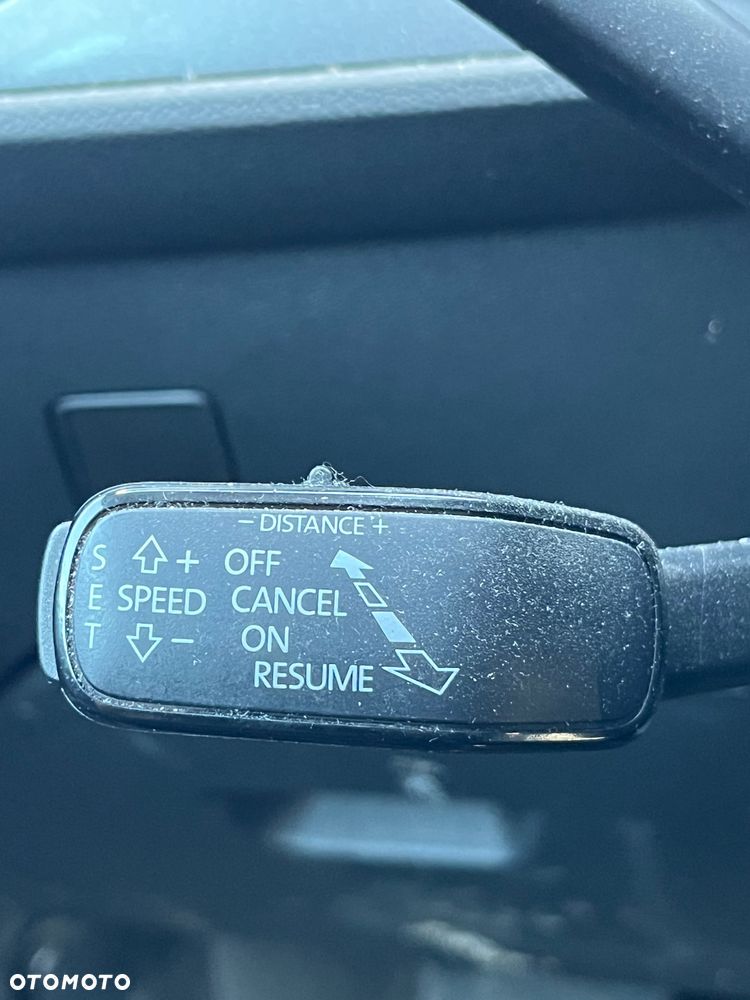 − DISTANCE +
S + OFF
E SPEED CANCEL
T − ON
RESUME
OTOMOTO